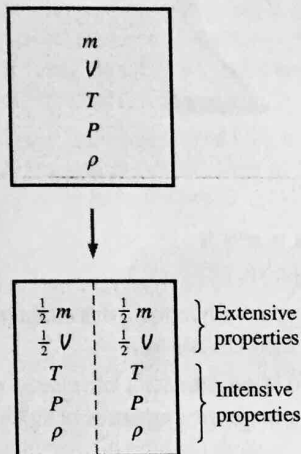 m
V
T
P
ρ
½ m ½ m Extensive
½ V ½ V properties
T T Intensive
P P properties
ρ ρ